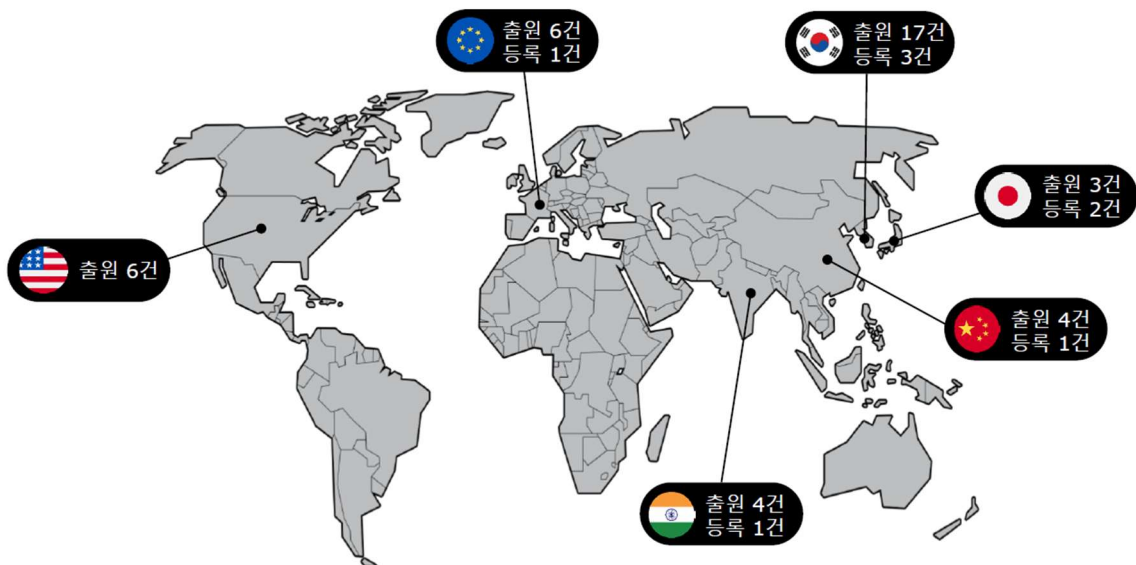 출원 6건
등록 1건
출원 17건
등록 3건
출원 3건
등록 2건
출원 6건
출원 4건
등록 1건
출원 4건
등록 1건